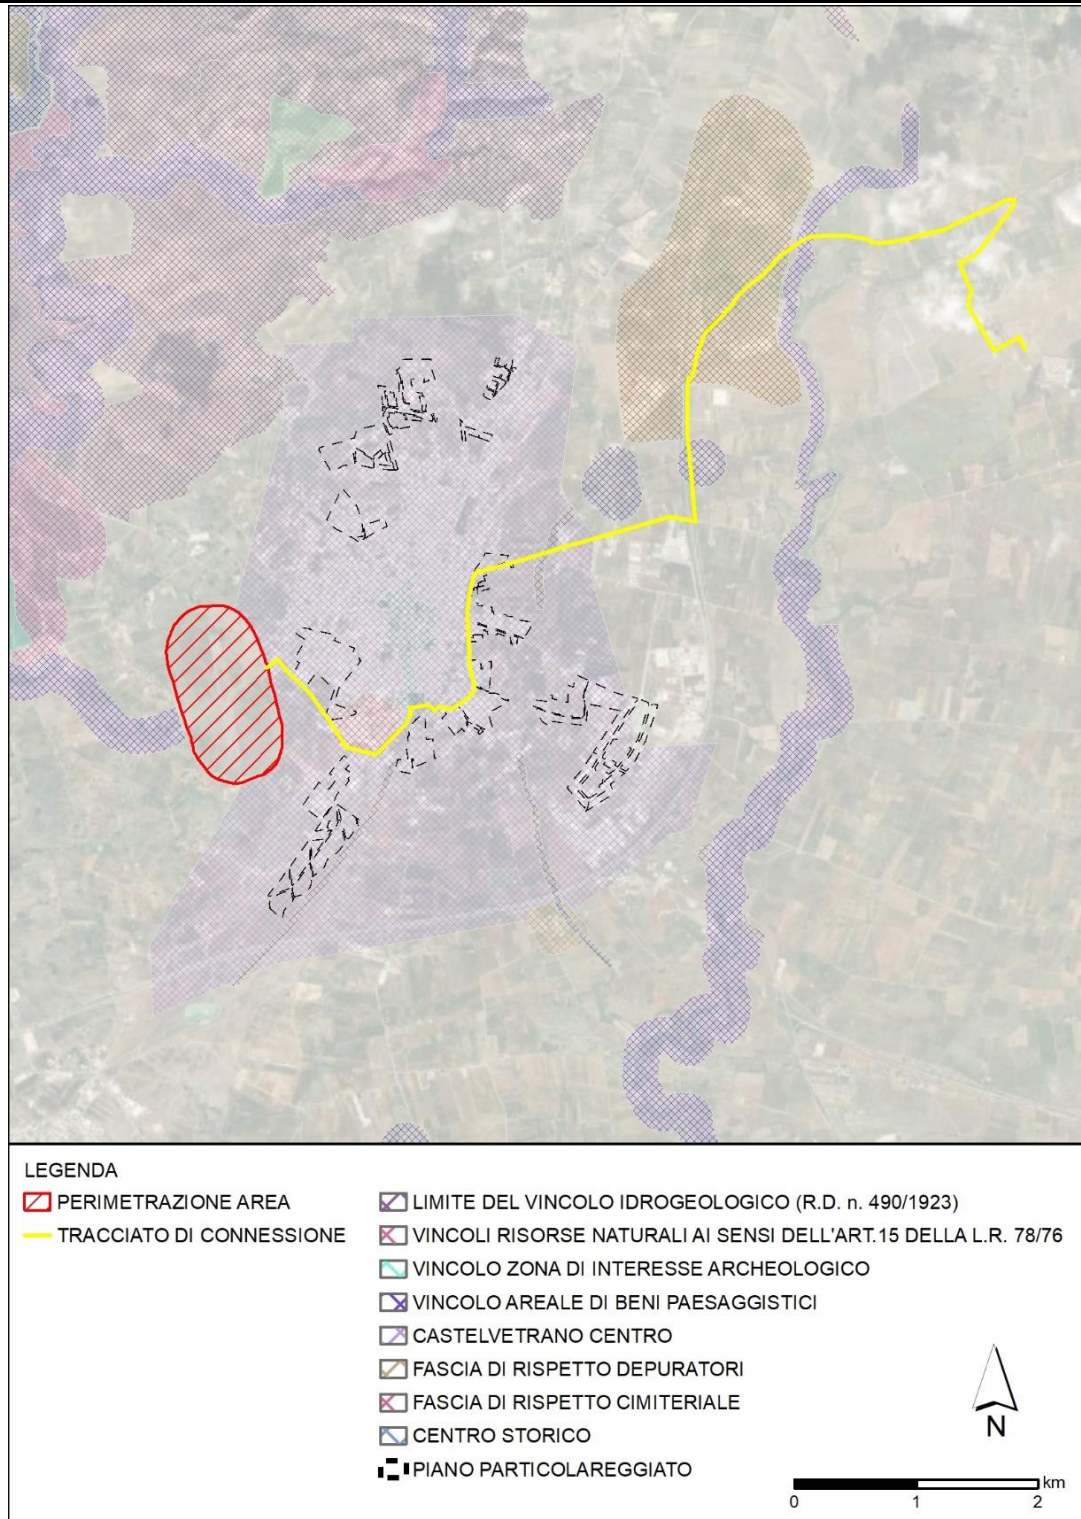 LEGENDA
PERIMETRAZIONE AREA
TRACCIATO DI CONNESSIONE
LIMITE DEL VINCOLO IDROGEOLOGICO (R.D. n. 490/1923)
VINCOLI RISORSE NATURALI AI SENSI DELL'ART.15 DELLA L.R. 78/76
VINCOLO ZONA DI INTERESSE ARCHEOLOGICO
VINCOLO AREALE DI BENI PAESAGGISTICI
CASTELVETRANO CENTRO
FASCIA DI RISPETTO DEPURATORI
FASCIA DI RISPETTO CIMITERIALE
CENTRO STORICO
PIANO PARTICOLAREGGIATO
N
km
0 1 2